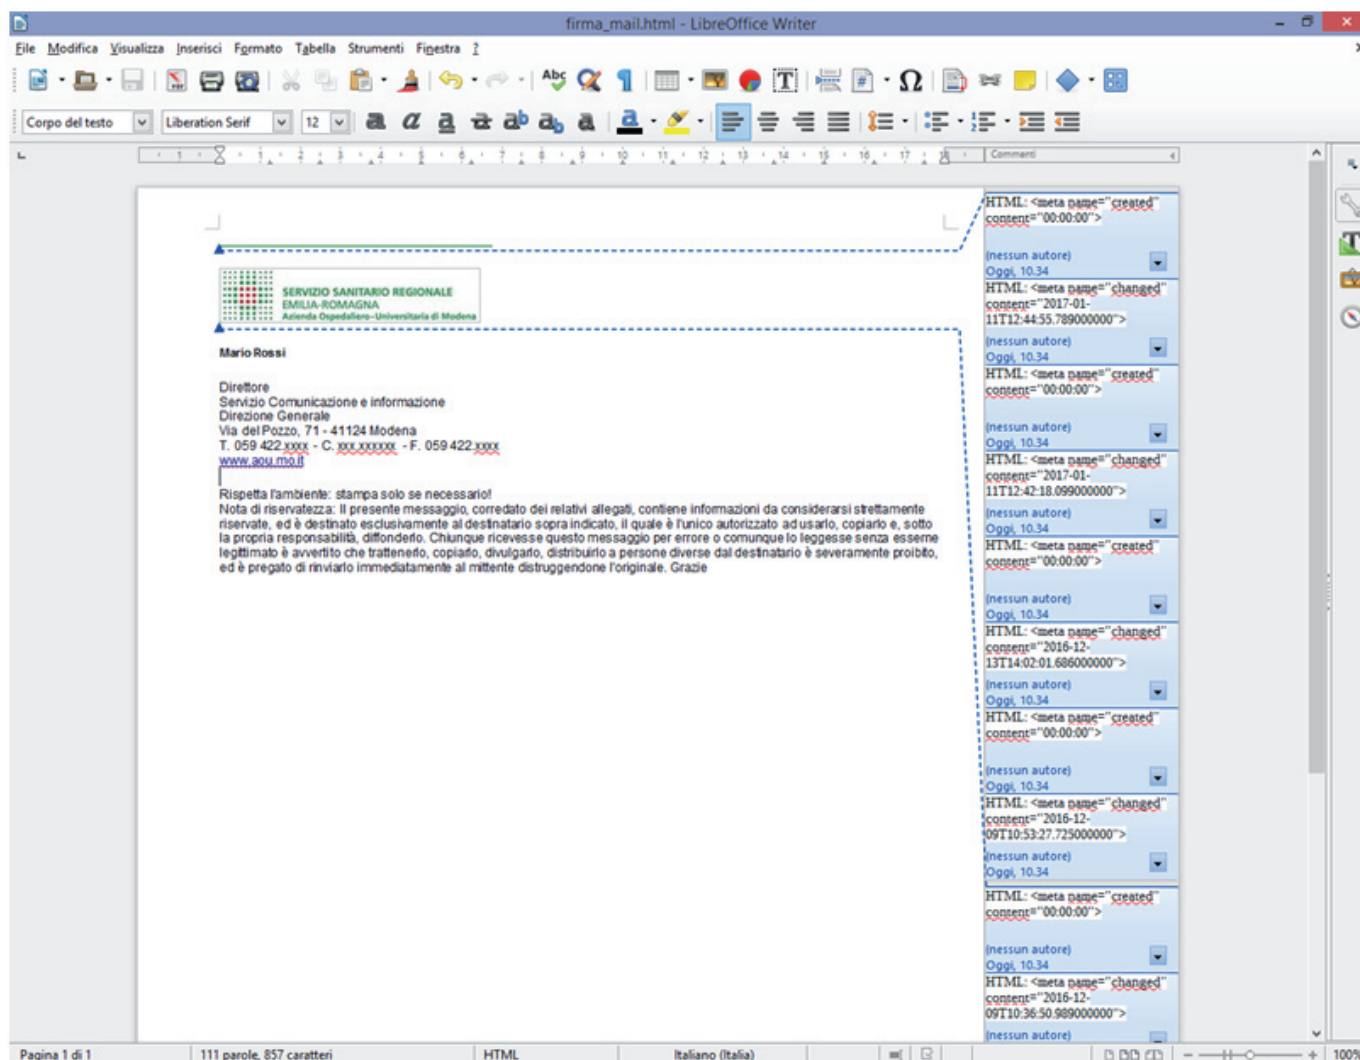 firma_mail.html - LibreOffice Writer
File Modifica Visualizza Inserisci Formato Tabella Strumenti Finestra ?
Corpo del testo Liberation Serif 12
Commenti
SERVIZIO SANITARIO REGIONALE
EMILIA-ROMAGNA
Azienda Ospedaliero-Universitaria di Modena
Mario Rossi
Direttore
Servizio Comunicazione e informazione
Direzione Generale
Via del Pozzo, 71 - 41124 Modena
T. 059 422.xxxx - C. xxx.xxxxxx - F. 059 422.xxxx
www.aou.mo.it
Rispetta l'ambiente: stampa solo se necessario!
Nota di riservatezza: Il presente messaggio, corredato dei relativi allegati, contiene informazioni da considerarsi strettamente
riservate, ed è destinato esclusivamente al destinatario sopra indicato, il quale è l'unico autorizzato ad usarlo, copiarlo e, sotto
la propria responsabilità, diffonderlo. Chiunque ricevesse questo messaggio per errore o comunque lo leggesse senza esserne
legittimato è avvertito che trattenerlo, copiarlo, divulgarlo, distribuirlo a persone diverse dal destinatario è severamente proibito,
ed è pregato di rinviarlo immediatamente al mittente distruggendone l'originale. Grazie
HTML: <meta name="created"
content="00:00:00">
(nessun autore)
Oggi, 10.34
HTML: <meta name="changed"
content="2017-01-
11T12:44:55.789000000">
(nessun autore)
Oggi, 10.34
HTML: <meta name="created"
content="00:00:00">
(nessun autore)
Oggi, 10.34
HTML: <meta name="changed"
content="2017-01-
11T12:42:18.099000000">
(nessun autore)
Oggi, 10.34
HTML: <meta name="created"
content="00:00:00">
(nessun autore)
Oggi, 10.34
HTML: <meta name="changed"
content="2016-12-
13T14:02:01.686000000">
(nessun autore)
Oggi, 10.34
HTML: <meta name="created"
content="00:00:00">
(nessun autore)
Oggi, 10.34
HTML: <meta name="changed"
content="2016-12-
09T10:53:27.725000000">
(nessun autore)
Oggi, 10.34
HTML: <meta name="created"
content="00:00:00">
(nessun autore)
Oggi, 10.34
HTML: <meta name="changed"
content="2016-12-
09T10:36:50.989000000">
(nessun autore)
Pagina 1 di 1 111 parole, 857 caratteri HTML Italiano (Italia) 100%